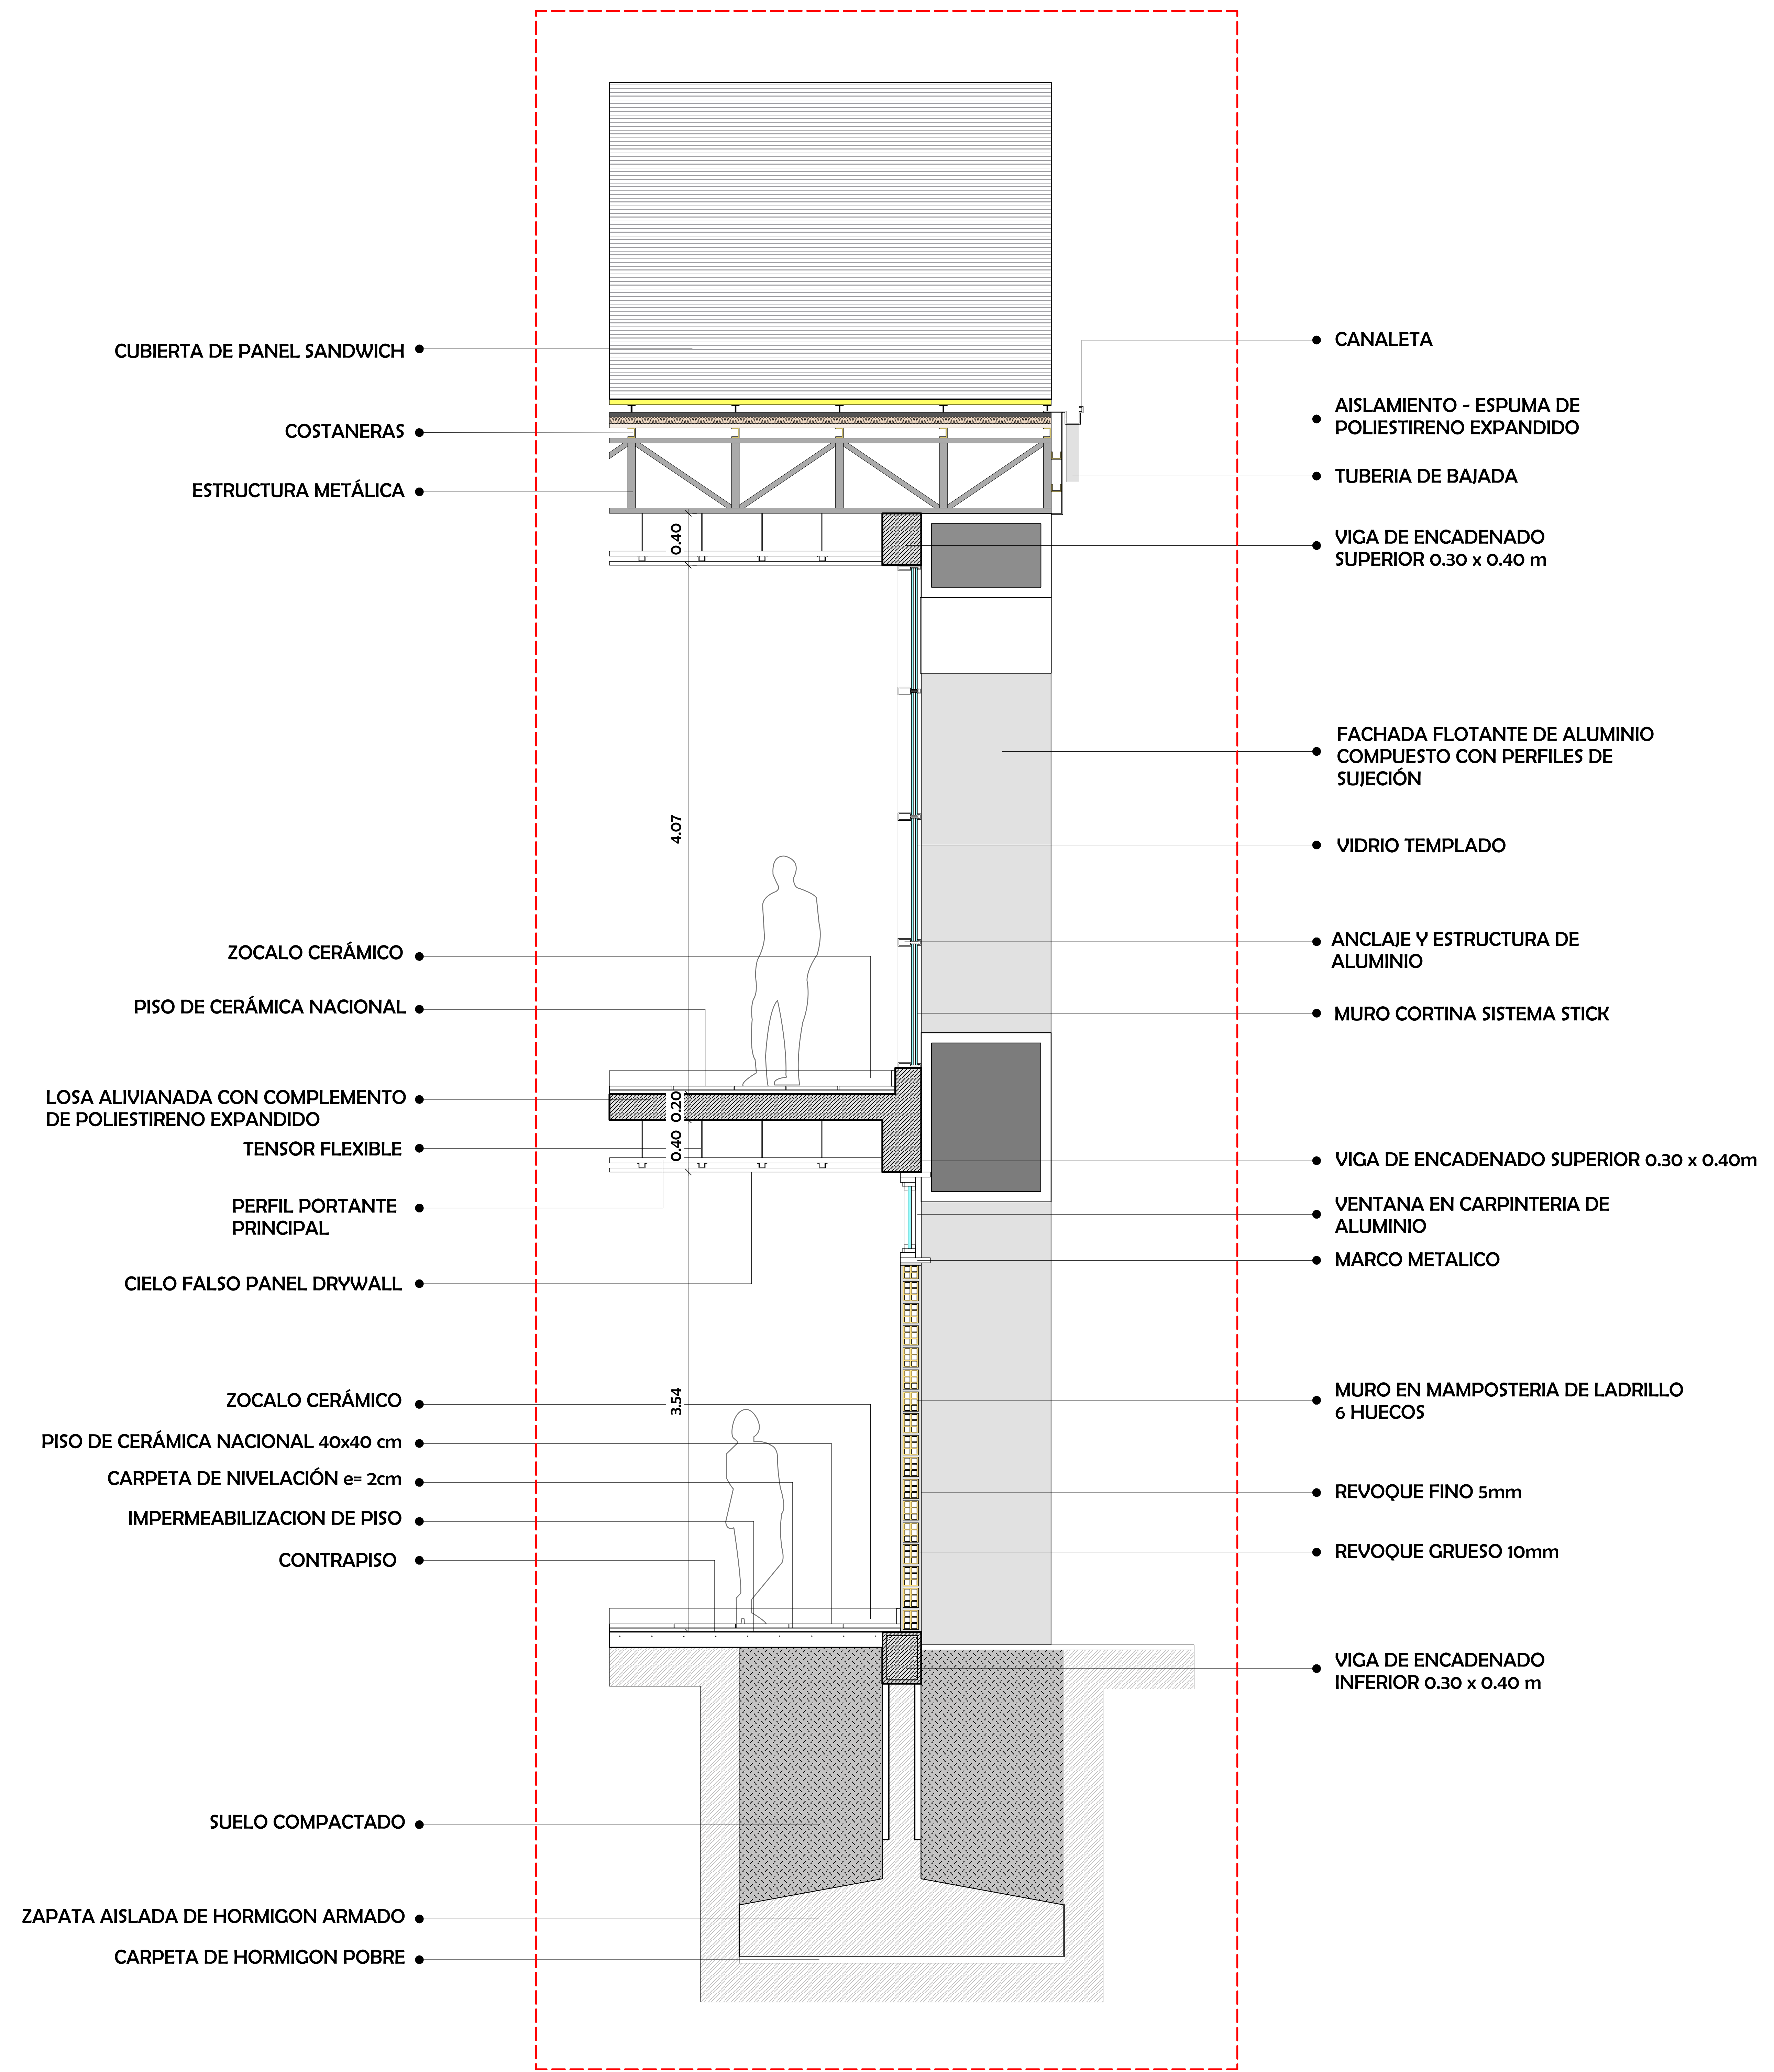 CUBIERTA DE PANEL SANDWICH
COSTANERAS
ESTRUCTURA METÁLICA
ZOCALO CERÁMICO
PISO DE CERÁMICA NACIONAL
LOSA ALIVIANADA CON COMPLEMENTO
DE POLIESTIRENO EXPANDIDO
TENSOR FLEXIBLE
PERFIL PORTANTE
PRINCIPAL
CIELO FALSO PANEL DRYWALL
ZOCALO CERÁMICO
PISO DE CERÁMICA NACIONAL 40x40 cm
CARPETA DE NIVELACIÓN e= 2cm
IMPERMEABILIZACION DE PISO
CONTRAPISO
SUELO COMPACTADO
ZAPATA AISLADA DE HORMIGON ARMADO
CARPETA DE HORMIGON POBRE
0.40
4.07
0.20
0.40
3.54
CANALETA
AISLAMIENTO - ESPUMA DE
POLIESTIRENO EXPANDIDO
TUBERIA DE BAJADA
VIGA DE ENCADENADO
SUPERIOR 0.30 x 0.40 m
FACHADA FLOTANTE DE ALUMINIO
COMPUESTO CON PERFILES DE
SUJECIÓN
VIDRIO TEMPLADO
ANCLAJE Y ESTRUCTURA DE
ALUMINIO
MURO CORTINA SISTEMA STICK
VIGA DE ENCADENADO SUPERIOR 0.30 x 0.40m
VENTANA EN CARPINTERIA DE
ALUMINIO
MARCO METALICO
MURO EN MAMPOSTERIA DE LADRILLO
6 HUECOS
REVOQUE FINO 5mm
REVOQUE GRUESO 10mm
VIGA DE ENCADENADO
INFERIOR 0.30 x 0.40 m